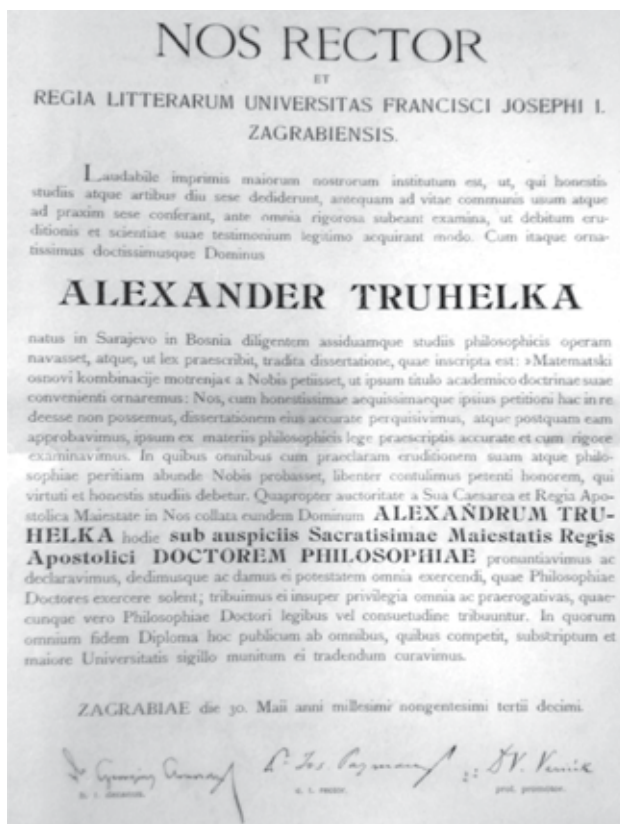 NOS RECTOR
ET
REGIA LITTERARUM UNIVERSITAS FRANCISCI JOSEPHI I.
ZAGRABIENSIS.
Laudabile imprimis maiorum nostrorum institutum est, ut, qui honestis
studiis atque artibus diu sese dediderunt, antequam ad vitae communis usum atque
ad praxim sese conferant, ante omnia rigorosa subeant examina, ut debitum eru-
ditionis et scientiae suae testimonium legitimo acquirant modo. Cum itaque orna-
tissimus doctissimusque Dominus
ALEXANDER TRUHELKA
natus in Sarajevo in Bosnia diligentem assiduamque studiis philosophicis operam
navasset, atque, ut lex praescribit, tradita dissertatione, quae inscripta est: »Matematski
osnovi kombinacije motrenja« a Nobis petiisset, ut ipsum titulo academico doctrinae suae
convenienti ornaremus: Nos, cum honestissimae aequissimaeque ipsius petitioni hac in re
deesse non possemus, dissertationem eius accurate perquisivimus, atque postquam eam
approbavimus, ipsum ex materiis philosophicis lege praescriptis accurate et cum rigore
examinavimus. In quibus omnibus cum praeclaram eruditionem suam atque philo-
sophiae peritiam abunde Nobis probasset, libenter contulimus petenti honorem, qui
virtuti et honestis studiis debetur. Quapropter auctoritate a Sua Caesarea et Regia Apo-
stolica Maiestate in Nos collata eundem Dominum ALEXANDRUM TRU-
HELKA hodie sub auspiciis Sacratisimae Maiestatis Regis
Apostolici DOCTOREM PHILOSOPHIAE pronuntiavimus ac
declaravimus, dedimusque ac damus ei potestatem omnia exercendi, quae Philosophiae
Doctores exercere solent; tribuimus ei insuper privilegia omnia ac praerogativas, quae-
cunque vero Philosophiae Doctori legibus vel consuetudine tribuuntur. In quorum
omnium fidem Diploma hoc publicum ab omnibus, quibus competit, substriptum et
maiore Universitatis sigillo munitum ei tradendum curavimus.
ZAGRABIAE die 30. Maii anni millesimi nongentesimi tertii decimi.